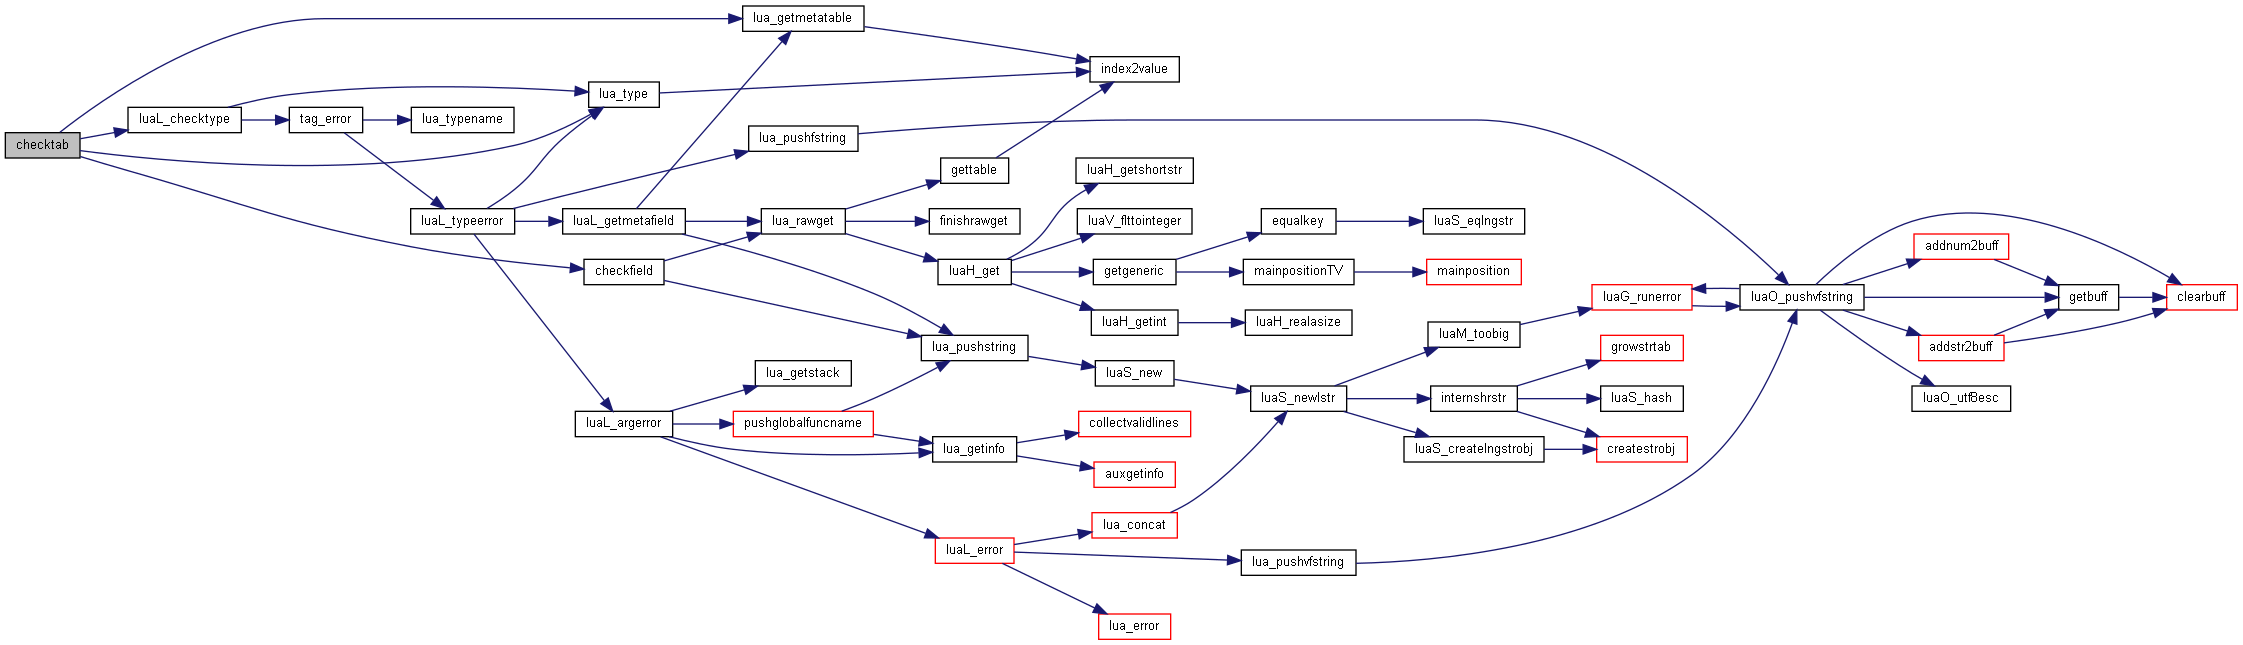 checktab
lua_getmetatable
luaL_checktype
lua_type
tag_error
lua_typename
index2value
lua_pushfstring
luaL_typeerror
luaL_getmetafield
checkfield
lua_rawget
gettable
finishrawget
luaH_get
luaH_getshortstr
luaV_flttointeger
getgeneric
luaH_getint
equalkey
mainpositionTV
luaH_realasize
luaS_eqlngstr
mainposition
lua_pushstring
luaL_argerror
lua_getstack
pushglobalfuncname
lua_getinfo
collectvalidlines
auxgetinfo
luaL_error
lua_concat
lua_pushvfstring
lua_error
luaS_new
luaS_newlstr
luaM_toobig
internshrstr
luaS_createlngstrobj
luaG_runerror
growstrtab
luaS_hash
createstrobj
luaO_pushvfstring
addnum2buff
getbuff
clearbuff
addstr2buff
luaO_utf8esc